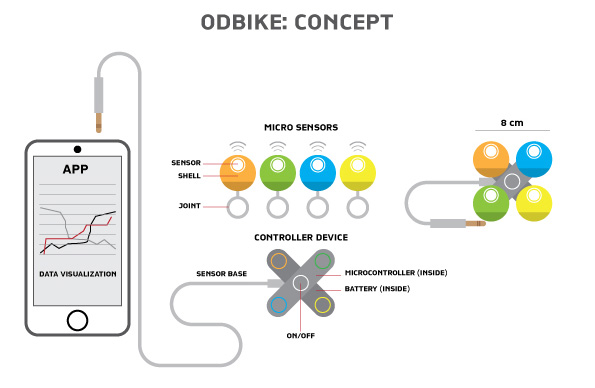 ODBIKE: CONCEPT
MICRO SENSORS
SENSOR
SHELL
JOINT
8 cm
APP
DATA VISUALIZATION
CONTROLLER DEVICE
SENSOR BASE
MICROCONTROLLER (INSIDE)
BATTERY (INSIDE)
ON/OFF